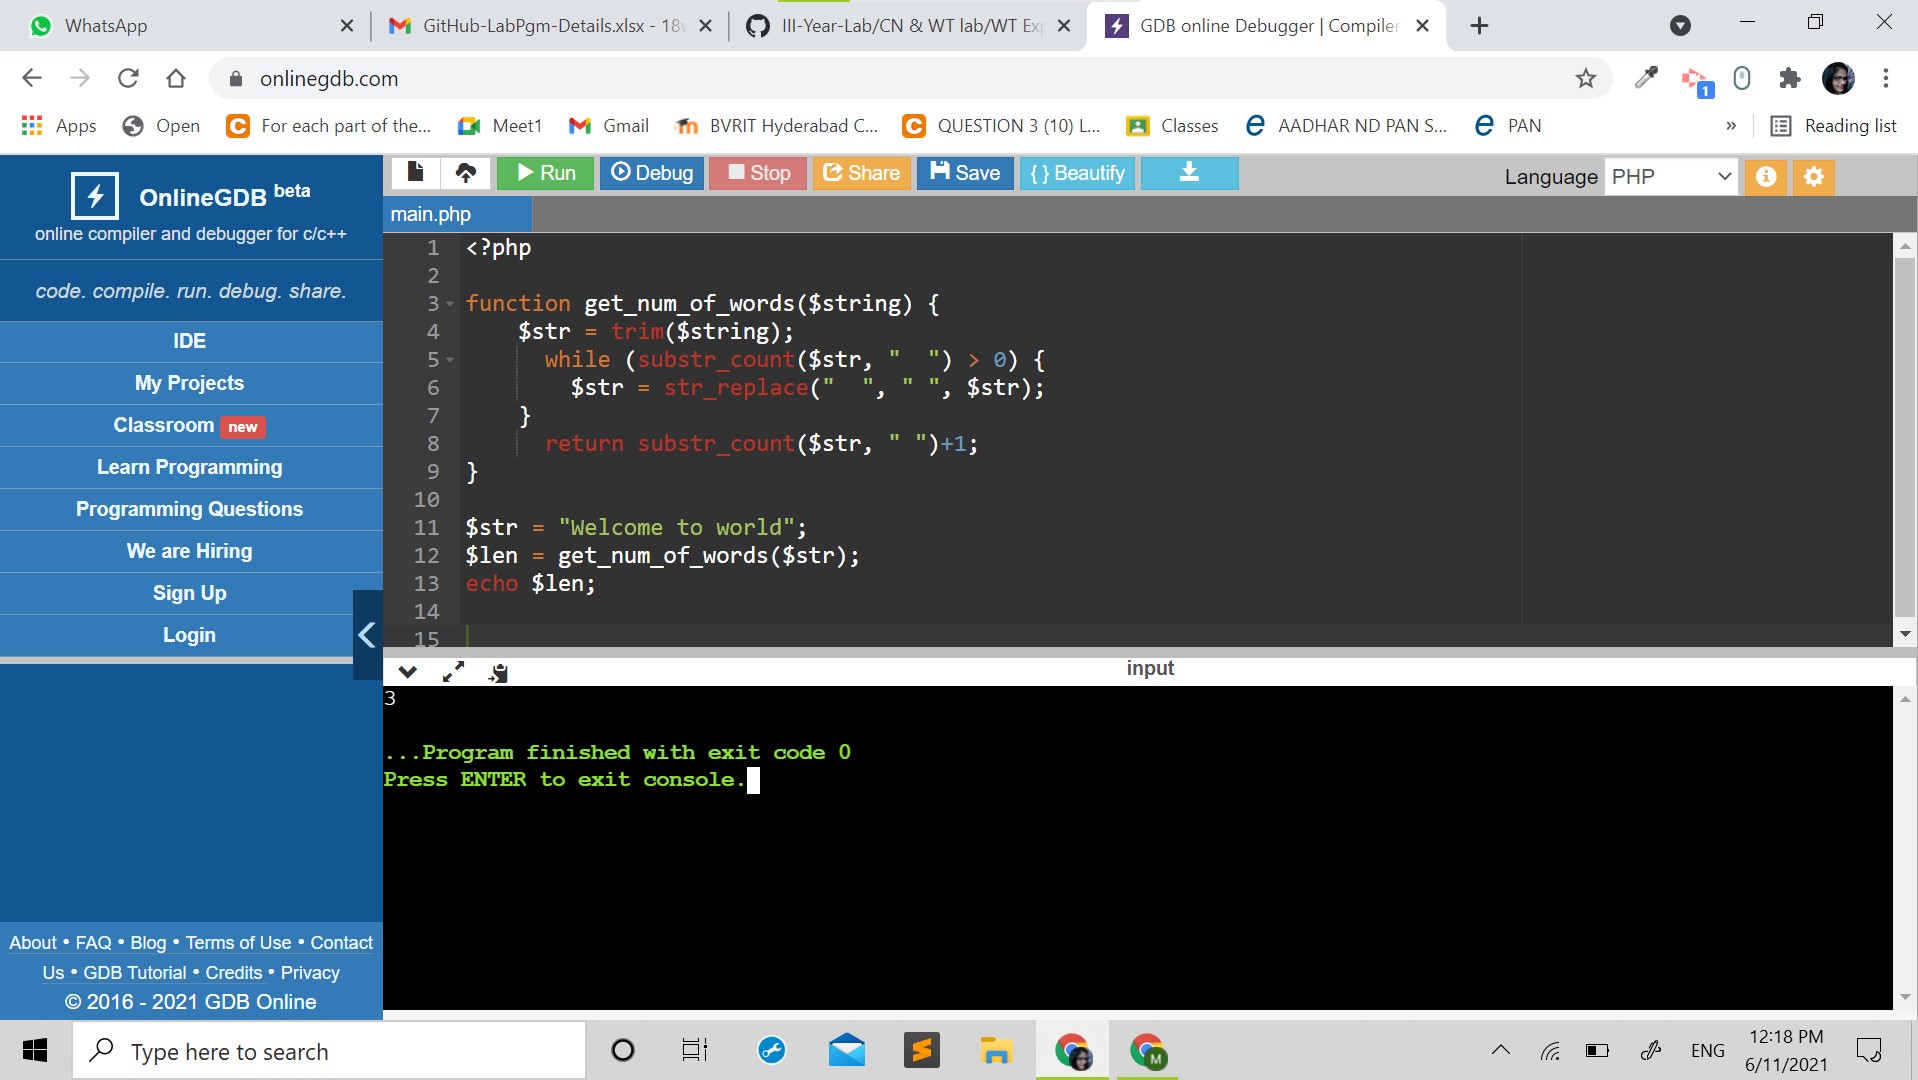 WhatsApp
GitHub-LabPgm-Details.xlsx - 18
III-Year-Lab/CN & WT lab/WT Ex
GDB online Debugger | Compiler
onlinegdb.com
1
Apps
Open
For each part of the...
Meet1
Gmail
BVRIT Hyderabad C...
QUESTION 3 (10) L...
Classes
AADHAR ND PAN S...
PAN
»
Reading list
OnlineGDB beta
online compiler and debugger for c/c++
code. compile. run. debug. share.
IDE
My Projects
Classroom new
Learn Programming
Programming Questions
We are Hiring
Sign Up
Login
About • FAQ • Blog • Terms of Use • Contact
Us • GDB Tutorial • Credits • Privacy
© 2016 - 2021 GDB Online
Run
Debug
Stop
Share
Save
{ } Beautify
Language PHP
main.php
1 <?php
2
3 function get_num_of_words($string) {
4     $str = trim($string);
5       while (substr_count($str, "  ") > 0) {
6         $str = str_replace("  ", " ", $str);
7     }
8       return substr_count($str, " ")+1;
9 }
10
11 $str = "Welcome to world";
12 $len = get_num_of_words($str);
13 echo $len;
14
15
input
3
...Program finished with exit code 0
Press ENTER to exit console.
Type here to search
M
ENG
12:18 PM
6/11/2021